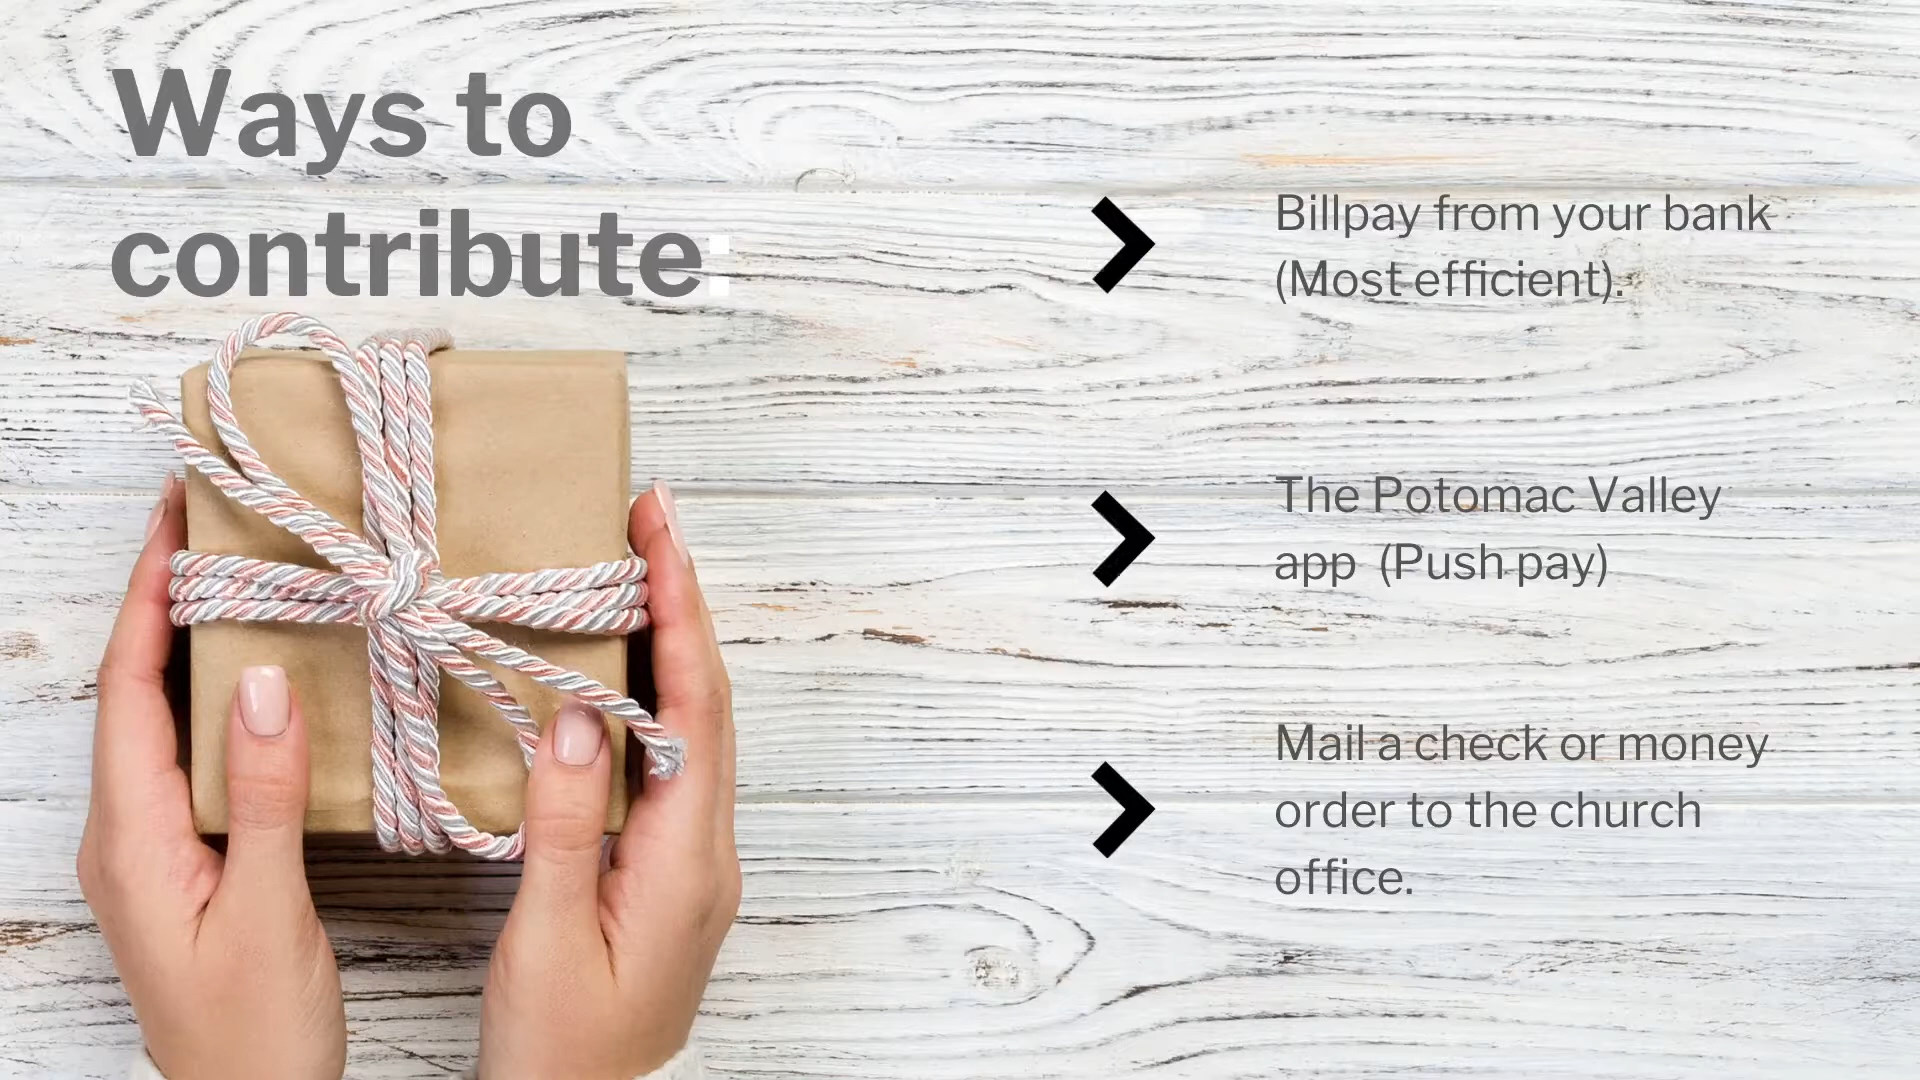 Ways to
contribute:
Billpay from your bank
(Most efficient).
The Potomac Valley
app (Push pay)
Mail a check or money
order to the church
office.